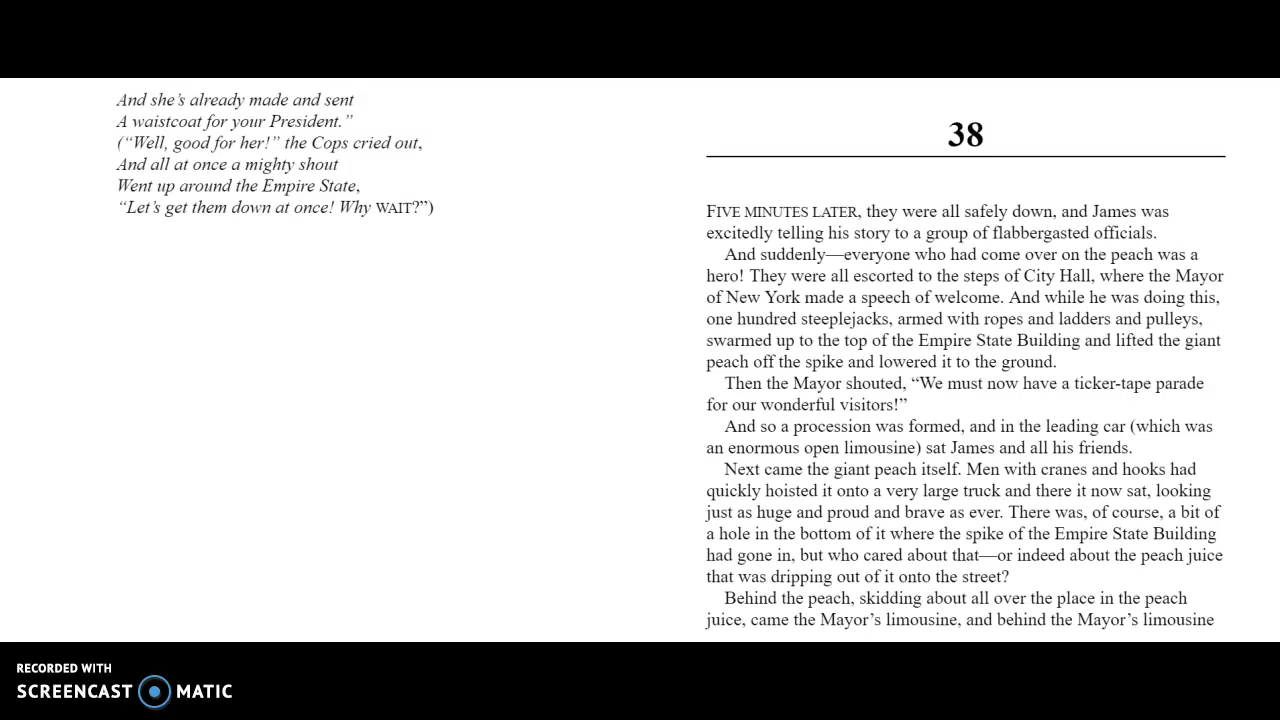 And she’s already made and sent
A waistcoat for your President.”
(“Well, good for her!” the Cops cried out,
And all at once a mighty shout
Went up around the Empire State,
“Let’s get them down at once! Why WAIT?”)
38
FIVE MINUTES LATER, they were all safely down, and James was
excitedly telling his story to a group of flabbergasted officials.
And suddenly—everyone who had come over on the peach was a
hero! They were all escorted to the steps of City Hall, where the Mayor
of New York made a speech of welcome. And while he was doing this,
one hundred steeplejacks, armed with ropes and ladders and pulleys,
swarmed up to the top of the Empire State Building and lifted the giant
peach off the spike and lowered it to the ground.
Then the Mayor shouted, “We must now have a ticker-tape parade
for our wonderful visitors!”
And so a procession was formed, and in the leading car (which was
an enormous open limousine) sat James and all his friends.
Next came the giant peach itself. Men with cranes and hooks had
quickly hoisted it onto a very large truck and there it now sat, looking
just as huge and proud and brave as ever. There was, of course, a bit of
a hole in the bottom of it where the spike of the Empire State Building
had gone in, but who cared about that—or indeed about the peach juice
that was dripping out of it onto the street?
Behind the peach, skidding about all over the place in the peach
juice, came the Mayor’s limousine, and behind the Mayor’s limousine
RECORDED WITH
SCREENCAST MATIC